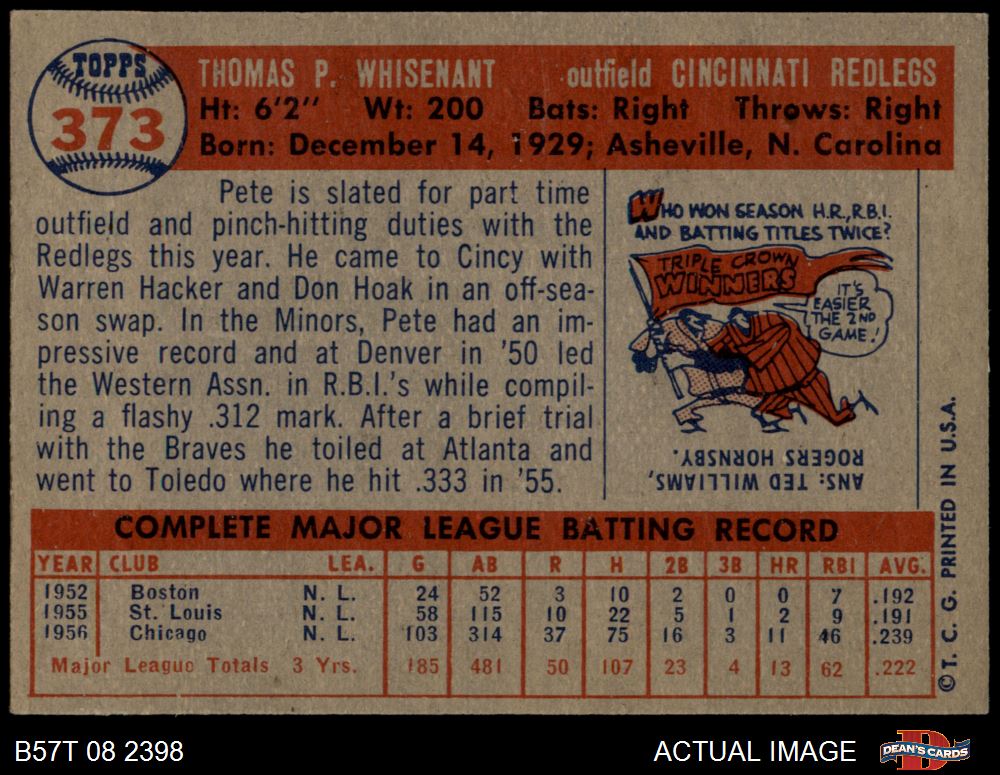 TOPPS
373
THOMAS P. WHISENANT outfield CINCINNATI REDLEGS
Ht: 6'2" Wt: 200 Bats: Right Throws: Right
Born: December 14, 1929; Asheville, N. Carolina
Pete is slated for part time
outfield and pinch-hitting duties with the
Redlegs this year. He came to Cincy with
Warren Hacker and Don Hoak in an off-sea-
son swap. In the Minors, Pete had an im-
pressive record and at Denver in '50 led
the Western Assn. in R.B.I.'s while compil-
ing a flashy .312 mark. After a brief trial
with the Braves he toiled at Atlanta and
went to Toledo where he hit .333 in '55.
WHO WON SEASON H.R., R.B.I.
AND BATTING TITLES TWICE?
TRIPLE CROWN
WINNERS
IT'S
EASIER
THE 2ND
GAME!
ANS: TED WILLIAMS,
ROGERS HORNSBY.
COMPLETE MAJOR LEAGUE BATTING RECORD
YEAR CLUB LEA. G AB R H 2B 3B HR RBI AVG.
1952 Boston N. L. 24 52 3 10 2 0 0 7 .192
1955 St. Louis N. L. 58 115 10 22 5 1 2 9 .191
1956 Chicago N. L. 103 314 37 75 16 3 11 46 .239
Major League Totals 3 Yrs. 185 481 50 107 23 4 13 62 .222
© T. C. G. PRINTED IN U.S.A.
B57T 08 2398
ACTUAL IMAGE
D
DEAN'S CARDS